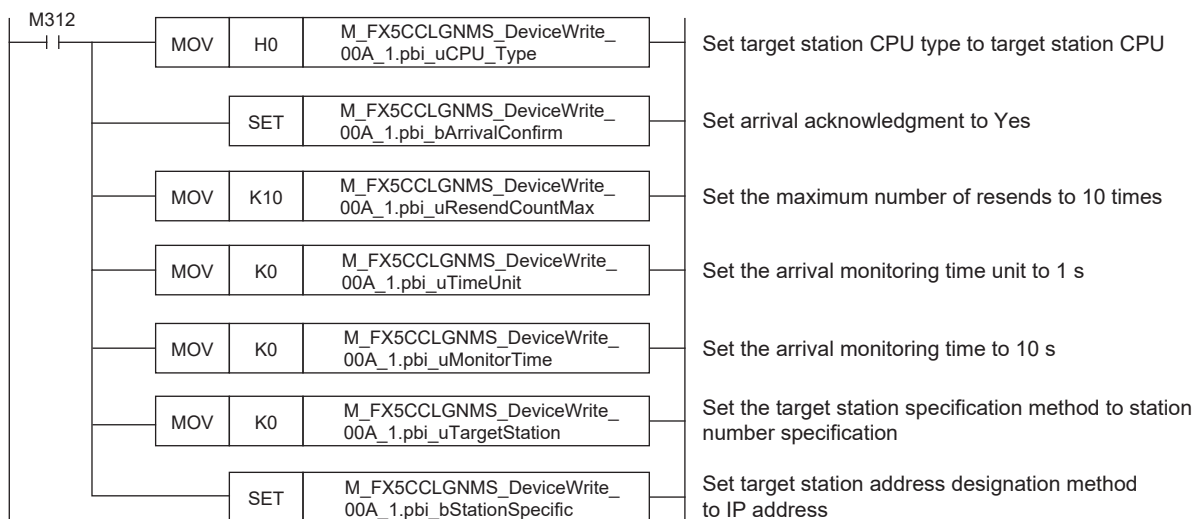 M312
MOV H0 M_FX5CCLGNMS_DeviceWrite_
00A_1.pbi_uCPU_Type
Set target station CPU type to target station CPU
SET M_FX5CCLGNMS_DeviceWrite_
00A_1.pbi_bArrivalConfirm
Set arrival acknowledgment to Yes
MOV K10 M_FX5CCLGNMS_DeviceWrite_
00A_1.pbi_uResendCountMax
Set the maximum number of resends to 10 times
MOV K0 M_FX5CCLGNMS_DeviceWrite_
00A_1.pbi_uTimeUnit
Set the arrival monitoring time unit to 1 s
MOV K0 M_FX5CCLGNMS_DeviceWrite_
00A_1.pbi_uMonitorTime
Set the arrival monitoring time to 10 s
MOV K0 M_FX5CCLGNMS_DeviceWrite_
00A_1.pbi_uTargetStation
Set the target station specification method to station
number specification
SET M_FX5CCLGNMS_DeviceWrite_
00A_1.pbi_bStationSpecific
Set target station address designation method
to IP address